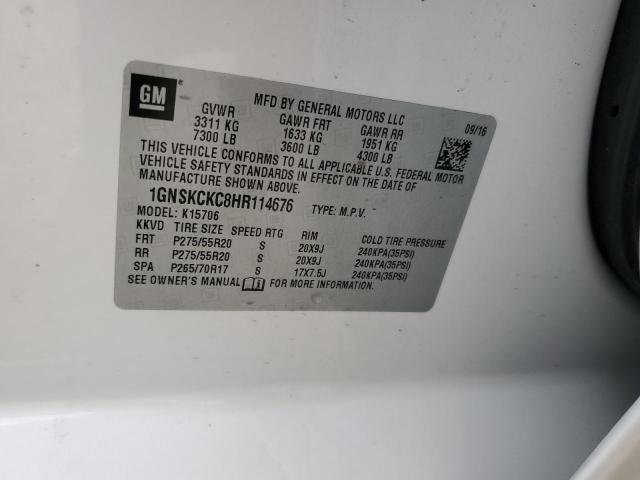 GM
MFD BY GENERAL MOTORS LLC
09/16
GVWR GAWR FRT GAWR RR
3311 KG 1633 KG 1951 KG
7300 LB 3600 LB 4300 LB
THIS VEHICLE CONFORMS TO ALL APPLICABLE U.S. FEDERAL MOTOR
VEHICLE SAFETY STANDARDS IN EFFECT ON THE DATE OF
MANUFACTURE SHOWN ABOVE.
1GNSKCKC8HR114676 TYPE: M.P.V.
MODEL: K15706
KKVD TIRE SIZE SPEED RTG RIM COLD TIRE PRESSURE
FRT P275/55R20 S 20X9J 240KPA(35PSI)
RR P275/55R20 S 20X9J 240KPA(35PSI)
SPA P265/70R17 S 17X7.5J 240KPA(35PSI)
SEE OWNER'S MANUAL FOR MORE INFORMATION.